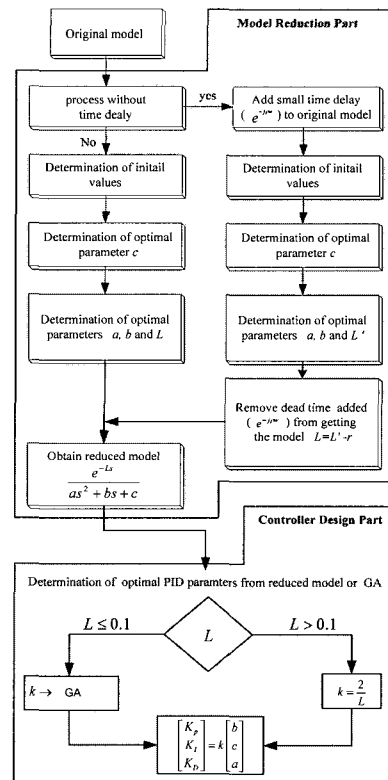 Original model
Model Reduction Part
process without
time dealy
yes
Add small time delay
to original model
No
Determination of initail
values
Determination of initail
values
Determination of optimal
parameter c
Determination of optimal
parameter c
Determination of optimal
parameters a, b and L
Determination of optimal
parameters a, b and L'
Remove dead time added
from getting
the model L=L'-r
Obtain reduced model
e^{-Ls}
as² + bs + c
Controller Design Part
Determination of optimal PID paramters from reduced model or GA
L ≤ 0.1
L
L > 0.1
k → GA
k = 2/L
[K_p K_I K_D] = k [b c a]